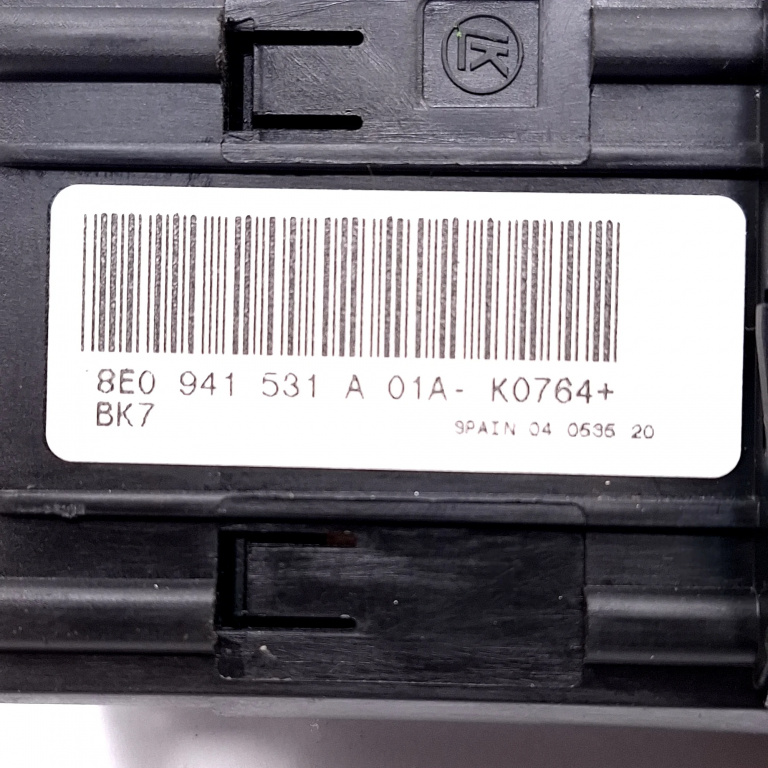 8E0 941 531 A 01A- K0764+
BK7
SPAIN 04 0535 20